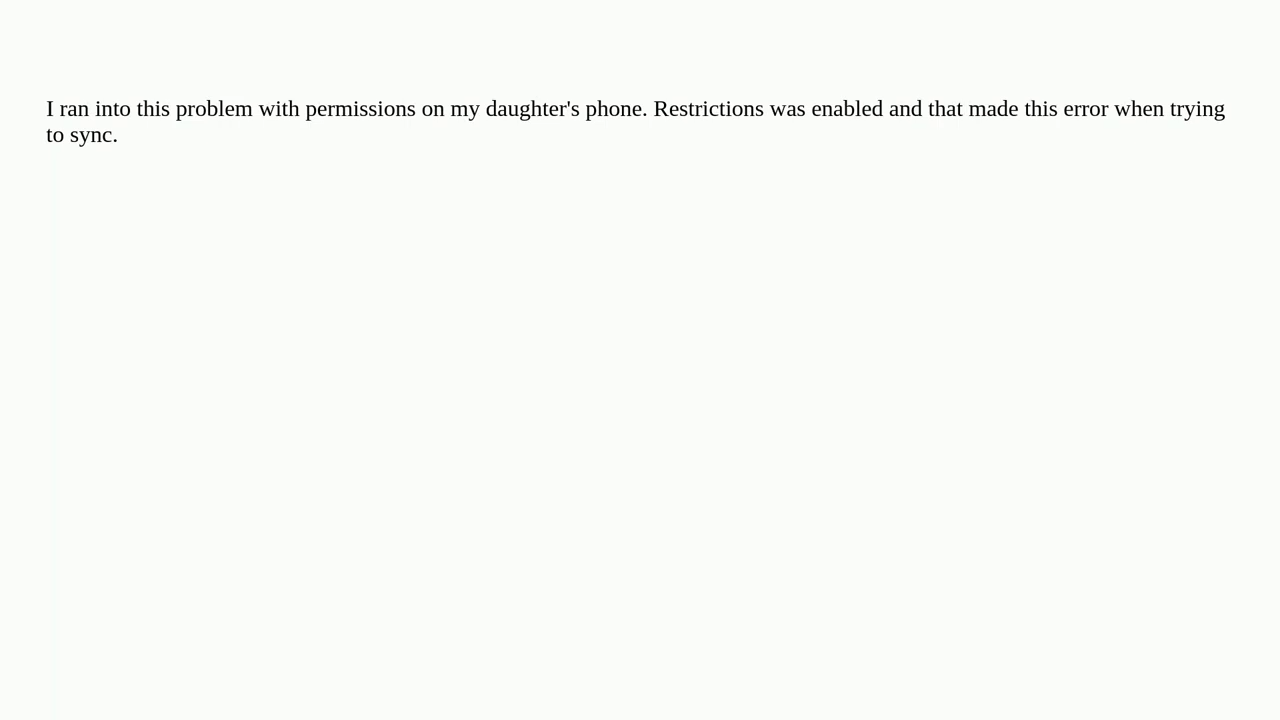 I ran into this problem with permissions on my daughter's phone. Restrictions was enabled and that made this error when trying
to sync.